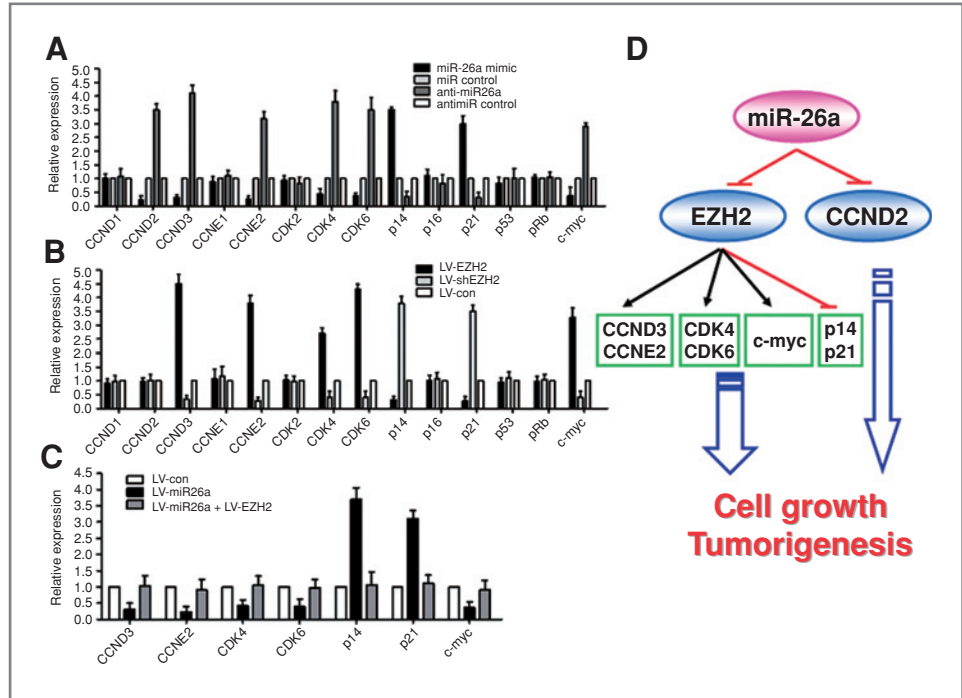 A
Relative expression
5.0
4.5
4.0
3.5
3.0
2.5
2.0
1.5
1.0
0.5
0.0
miR-26a mimic
miR control
anti-miR26a
antimiR control
CCND1
CCND2
CCND3
CCNE1
CCNE2
CDK2
CDK4
CDK6
p14
p16
p21
p53
pRb
c-myc
B
Relative expression
5.0
4.5
4.0
3.5
3.0
2.5
2.0
1.5
1.0
0.5
0.0
LV-EZH2
LV-shEZH2
LV-con
CCND1
CCND2
CCND3
CCNE1
CCNE2
CDK2
CDK4
CDK6
p14
p16
p21
p53
pRb
c-myc
C
Relative expression
4.5
4.0
3.5
3.0
2.5
2.0
1.5
1.0
0.5
0.0
LV-con
LV-miR26a
LV-miR26a + LV-EZH2
CCND3
CCNE2
CDK4
CDK6
p14
p21
c-myc
D
miR-26a
EZH2
CCND2
CCND3
CCNE2
CDK4
CDK6
c-myc
p14
p21
Cell growth
Tumorigenesis